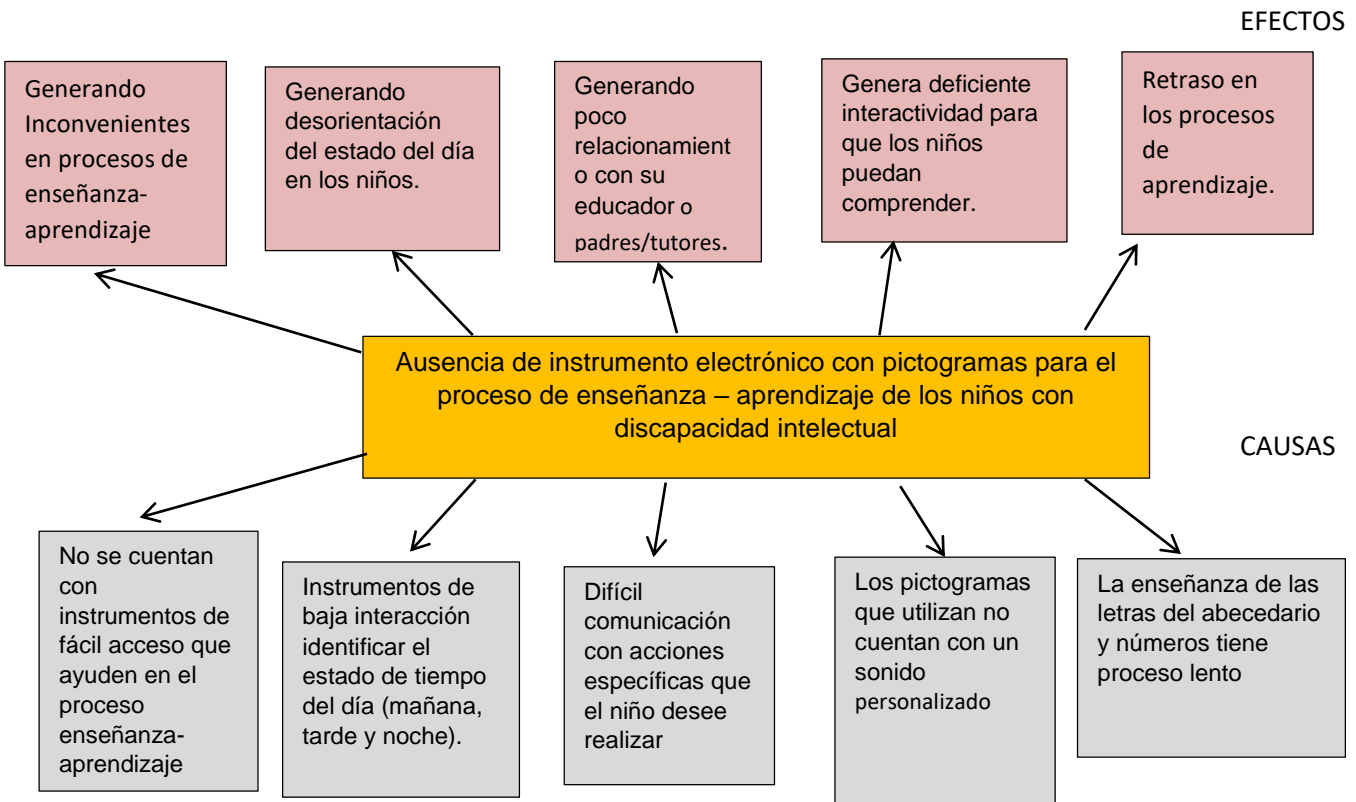 EFECTOS
Generando
Inconvenientes
en procesos de
enseñanza-
aprendizaje
Generando
desorientación
del estado del día
en los niños.
Generando
poco
relacionamient
o con su
educador o
padres/tutores.
Genera deficiente
interactividad para
que los niños
puedan
comprender.
Retraso en
los procesos
de
aprendizaje.
Ausencia de instrumento electrónico con pictogramas para el
proceso de enseñanza – aprendizaje de los niños con
discapacidad intelectual
CAUSAS
No se cuentan
con
instrumentos de
fácil acceso que
ayuden en el
proceso
enseñanza-
aprendizaje
Instrumentos de
baja interacción
identificar el
estado de tiempo
del día (mañana,
tarde y noche).
Difícil
comunicación
con acciones
específicas que
el niño desee
realizar
Los pictogramas
que utilizan no
cuentan con un
sonido
personalizado
La enseñanza de las
letras del abecedario
y números tiene
proceso lento